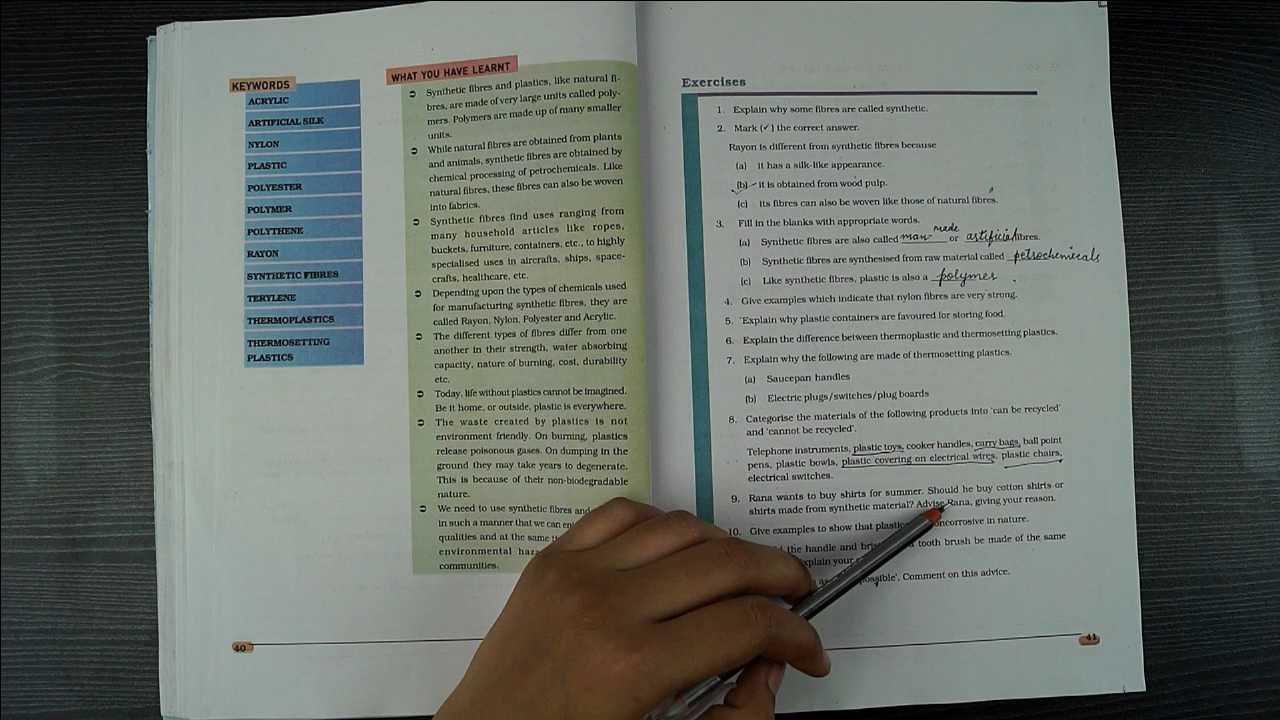 KEYWORDS
ACRYLIC
ARTIFICIAL SILK
NYLON
PLASTIC
POLYESTER
POLYMER
POLYTHENE
RAYON
SYNTHETIC FIBRES
TERYLENE
THERMOPLASTICS
THERMOSETTING
PLASTICS
WHAT YOU HAVE LEARNT
Synthetic fibres and plastics, like natural fi-
bres, are made of very large units called poly-
mers. Polymers are made up of many smaller
units.
While natural fibres are obtained from plants
and animals, synthetic fibres are obtained by
chemical processing of petrochemicals. Like
natural fibres, these fibres can also be woven
into fabrics.
Synthetic fibres find uses ranging from
many household articles like ropes,
buckets, furniture, containers, etc., to highly
specialised uses in aircrafts, ships, space-
crafts, healthcare, etc.
Depending upon the types of chemicals used
for manufacturing synthetic fibres, they are
called Rayon, Nylon, Polyester and Acrylic.
The different types of fibres differ from one
another in their strength, water absorbing
capacity, nature of burning, cost, durability
etc.
Today, life without plastics cannot be imagined.
Be it home, or outside, plastic is everywhere.
The waste created by plastics is not
environment friendly. On burning, plastics
release poisonous gases. On dumping in the
ground they may take years to degenerate.
This is because of their non-biodegradable
nature.
We need to use synthetic fibres and
in such a manner that we can
qualities and at the same
environmental
communities.
40
Exercises
1. Explain why some fibres are called synthetic.
2. Mark (✓) the correct answer.
Rayon is different from synthetic fibres because
(a) It has a silk-like appearance.
(b) It is obtained from wood pulp.
(c) Its fibres can also be woven like those of natural fibres.
3. Fill in the blanks with appropriate words.
(a) Synthetic fibres are also called man made or artificial fibres.
(b) Synthetic fibres are synthesised from raw material called petrochemicals
(c) Like synthetic fibres, plastic is also a polymer
4. Give examples which indicate that nylon fibres are very strong.
5. Explain why plastic containers are favoured for storing food.
6. Explain the difference between thermoplastic and thermosetting plastics.
7. Explain why the following are made of thermosetting plastics.
(a) Saucepan handles
(b) Electric plugs/switches/plug boards
8. Categorise the materials of the following products into 'can be recycled'
and 'cannot be recycled'.
Telephone instruments, plastic toys, cooker handles, carry bags, ball point
pens, plastic bowls, plastic covering on electrical wires, plastic chairs,
electrical switches.
9. Rana wants to buy shirts for summer. Should he buy cotton shirts or
shirts made from synthetic material? Advise Rana, giving your reason.
10. Give examples to show that plastics noncorrosive in nature.
the handle and tooth brush be made of the same
Explain your
possible'. Comment on this advice.
41